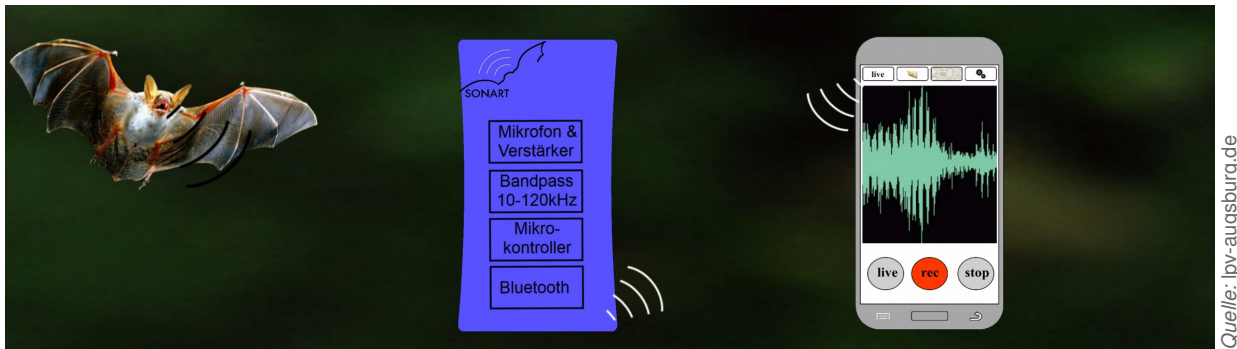 SONART
Mikrofon &
Verstärker
Bandpass
10-120kHz
Mikro-
kontroller
Bluetooth
live
live
rec
stop
Quelle: lbv-augsburg.de